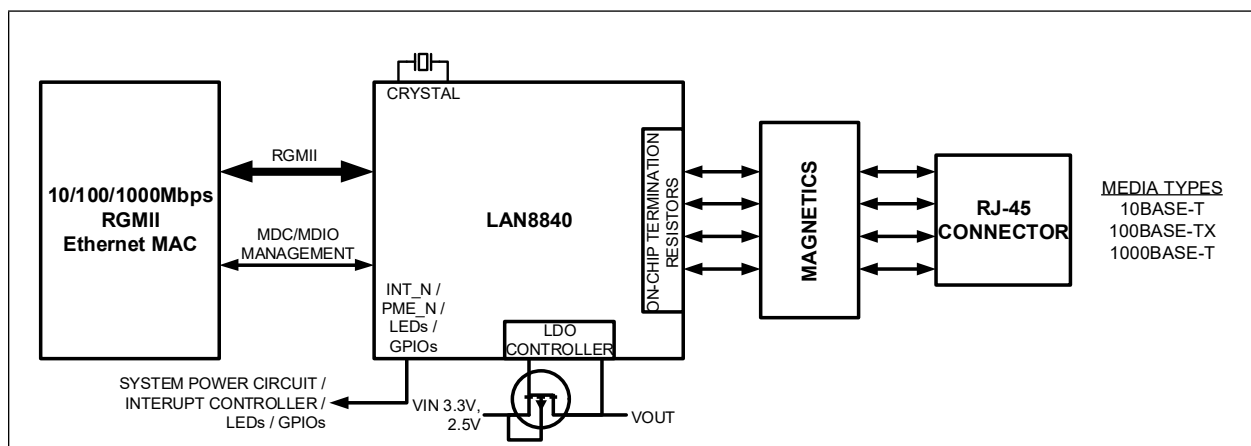 CRYSTAL
10/100/1000Mbps
RGMII
Ethernet MAC
RGMII
MDC/MDIO
MANAGEMENT
LAN8840
INT_N /
PME_N /
LEDs /
GPIOs
ON-CHIP TERMINATION
RESISTORS
LDO
CONTROLLER
MAGNETICS
RJ-45
CONNECTOR
MEDIA TYPES
10BASE-T
100BASE-TX
1000BASE-T
SYSTEM POWER CIRCUIT /
INTERUPT CONTROLLER /
LEDs / GPIOs
VIN 3.3V,
2.5V
VOUT